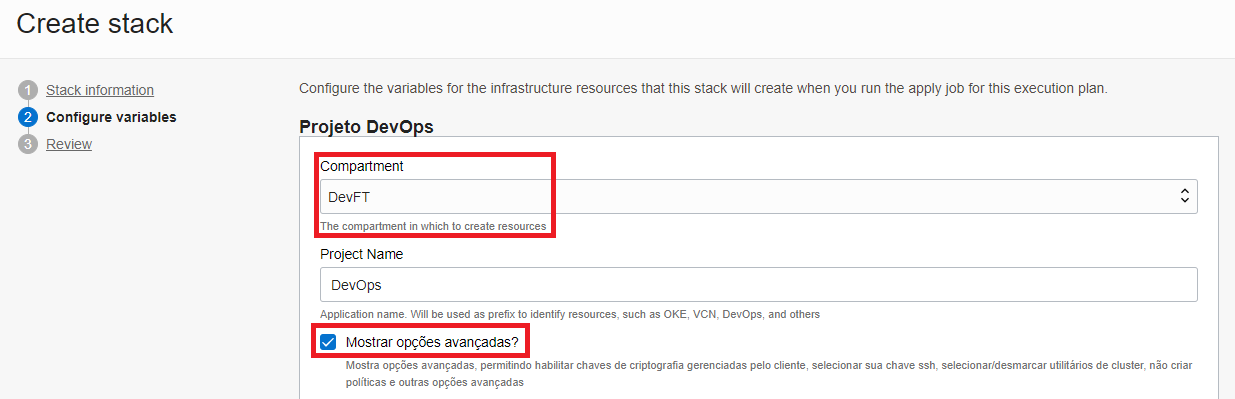 Create stack
1 Stack information
2 Configure variables
3 Review
Configure the variables for the infrastructure resources that this stack will create when you run the apply job for this execution plan.
Projeto DevOps
Compartment
DevFT
The compartment in which to create resources
Project Name
DevOps
Application name. Will be used as prefix to identify resources, such as OKE, VCN, DevOps, and others
Mostrar opções avançadas?
Mostra opções avançadas, permitindo habilitar chaves de criptografia gerenciadas pelo cliente, selecionar sua chave ssh, selecionar/desmarcar utilitários de cluster, não criar
políticas e outras opções avançadas